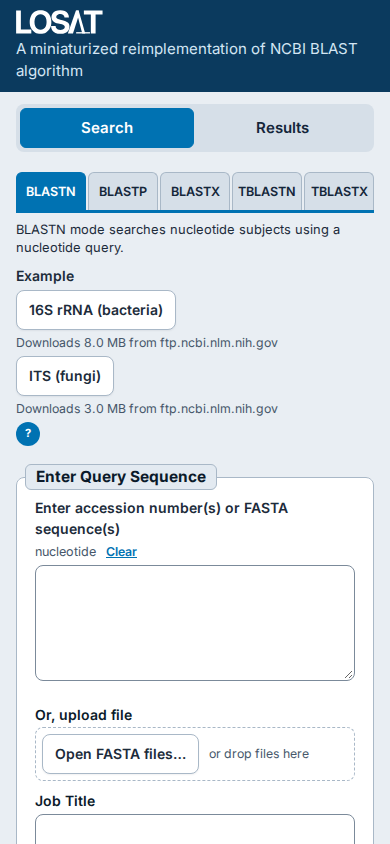 LOSAT
A miniaturized reimplementation of NCBI BLAST
algorithm
Search
Results
BLASTN
BLASTP
BLASTX
TBLASTN
TBLASTX
BLASTN mode searches nucleotide subjects using a
nucleotide query.
Example
16S rRNA (bacteria)
Downloads 8.0 MB from ftp.ncbi.nlm.nih.gov
ITS (fungi)
Downloads 3.0 MB from ftp.ncbi.nlm.nih.gov
?
Enter Query Sequence
Enter accession number(s) or FASTA
sequence(s)
nucleotide Clear
Or, upload file
Open FASTA files... or drop files here
Job Title